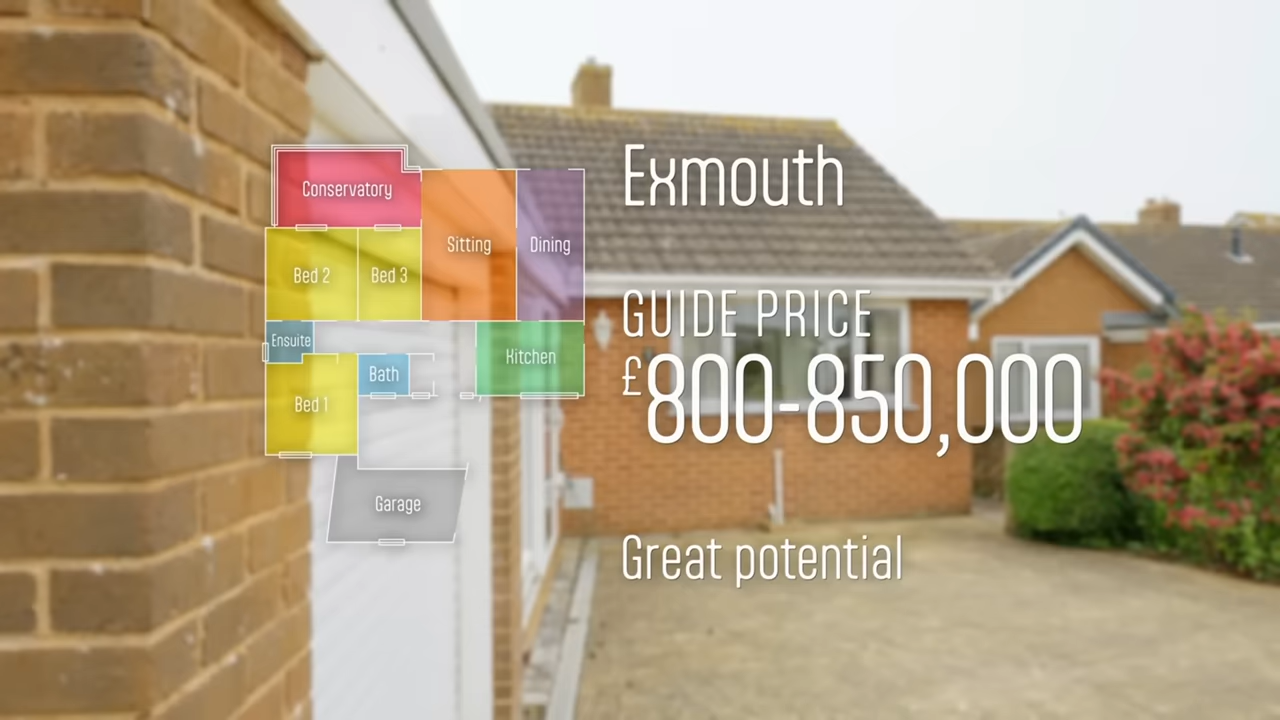 Conservatory
Sitting
Dining
Bed 2
Bed 3
Ensuite
Bath
Kitchen
Bed 1
Garage
Exmouth
GUIDE PRICE
£800-850,000
Great potential